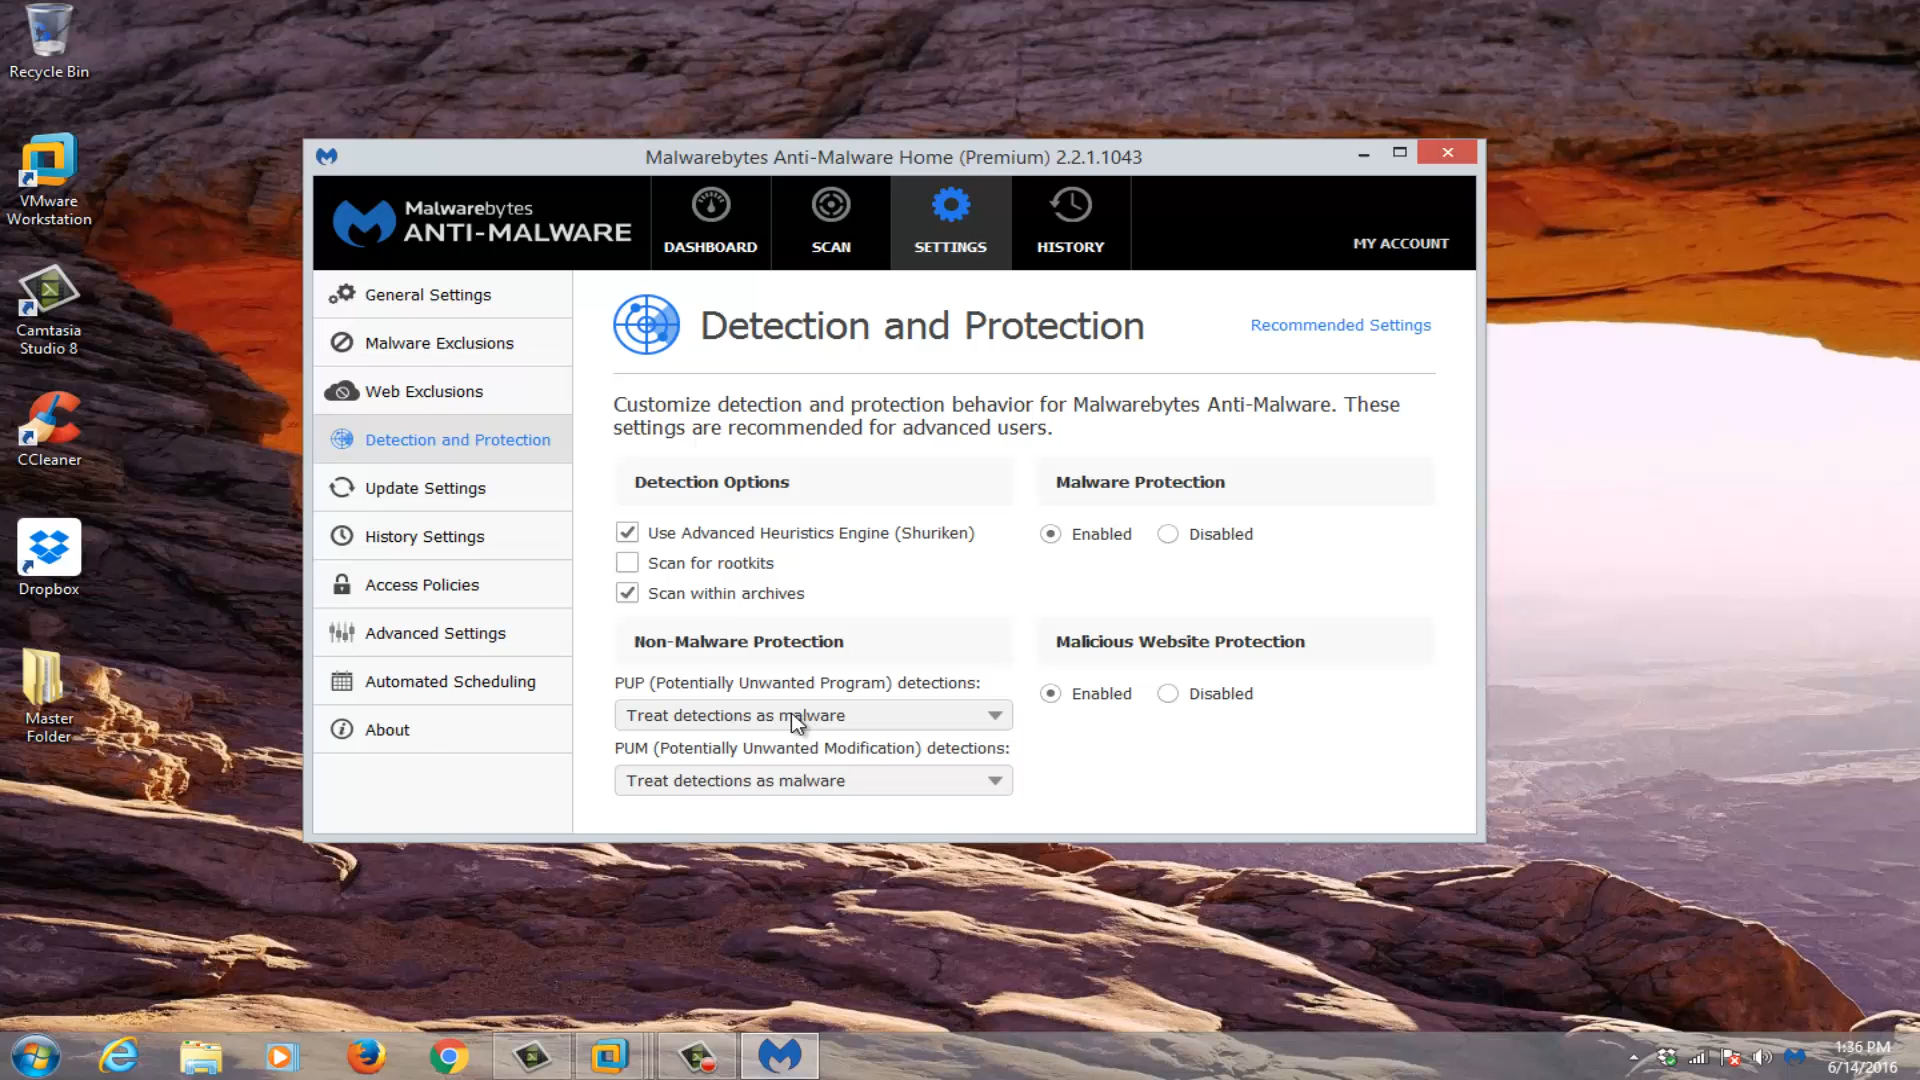 Recycle Bin
VMware
Workstation
Camtasia
Studio 8
CCleaner
Dropbox
Master
Folder
Malwarebytes Anti-Malware Home (Premium) 2.2.1.1043
Malwarebytes
ANTI-MALWARE
DASHBOARD
SCAN
SETTINGS
HISTORY
MY ACCOUNT
General Settings
Malware Exclusions
Web Exclusions
Detection and Protection
Update Settings
History Settings
Access Policies
Advanced Settings
Automated Scheduling
About
Detection and Protection
Recommended Settings
Customize detection and protection behavior for Malwarebytes Anti-Malware. These
settings are recommended for advanced users.
Detection Options
Use Advanced Heuristics Engine (Shuriken)
Scan for rootkits
Scan within archives
Malware Protection
Enabled Disabled
Non-Malware Protection
PUP (Potentially Unwanted Program) detections:
Treat detections as malware
PUM (Potentially Unwanted Modification) detections:
Treat detections as malware
Malicious Website Protection
Enabled Disabled
1:36 PM
6/14/2016